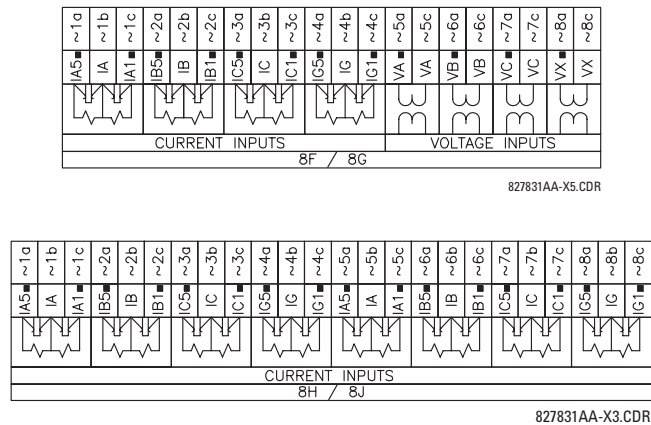 ~1a ~1b ~1c ~2a ~2b ~2c ~3a ~3b ~3c ~4a ~4b ~4c ~5a ~5c ~6a ~6c ~7a ~7c ~8a ~8c
IA5 IA IA1 IB5 IB IB1 IC5 IC IC1 IG5 IG IG1 VA VA VB VB VC VC VX VX
CURRENT INPUTS VOLTAGE INPUTS
8F / 8G
827831AA-X5.CDR
~1a ~1b ~1c ~2a ~2b ~2c ~3a ~3b ~3c ~4a ~4b ~4c ~5a ~5b ~5c ~6a ~6b ~6c ~7a ~7b ~7c ~8a ~8b ~8c
IA5 IA IA1 IB5 IB IB1 IC5 IC IC1 IG5 IG IG1 IA5 IA IA1 IB5 IB IB1 IC5 IC IC1 IG5 IG IG1
CURRENT INPUTS
8H / 8J
827831AA-X3.CDR